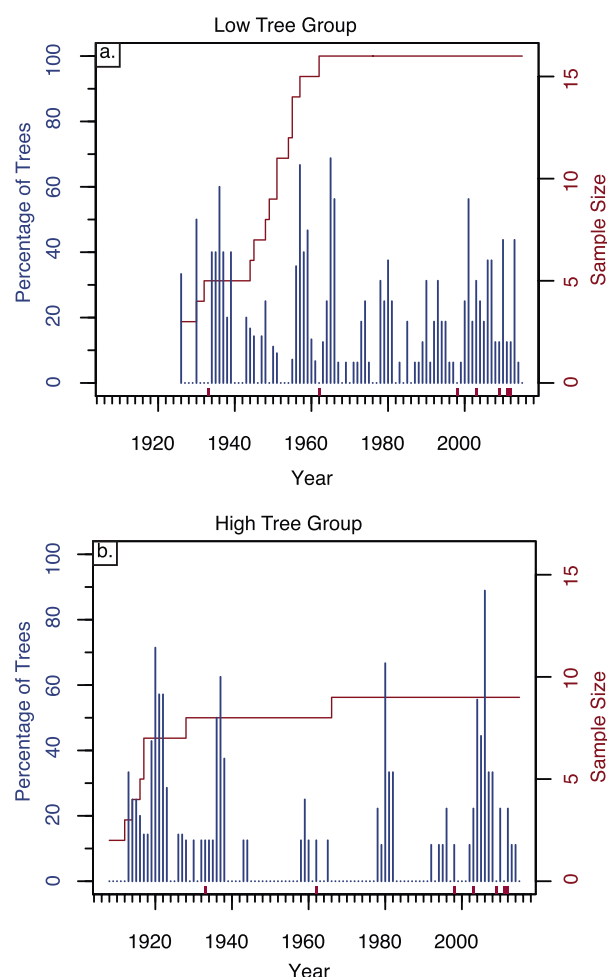 Low Tree Group
a.
100
80
60
40
20
0
Percentage of Trees
15
10
5
0
Sample Size
1920 1940 1960 1980 2000
Year
High Tree Group
b.
100
80
60
40
20
0
Percentage of Trees
15
10
5
0
Sample Size
1920 1940 1960 1980 2000
Year